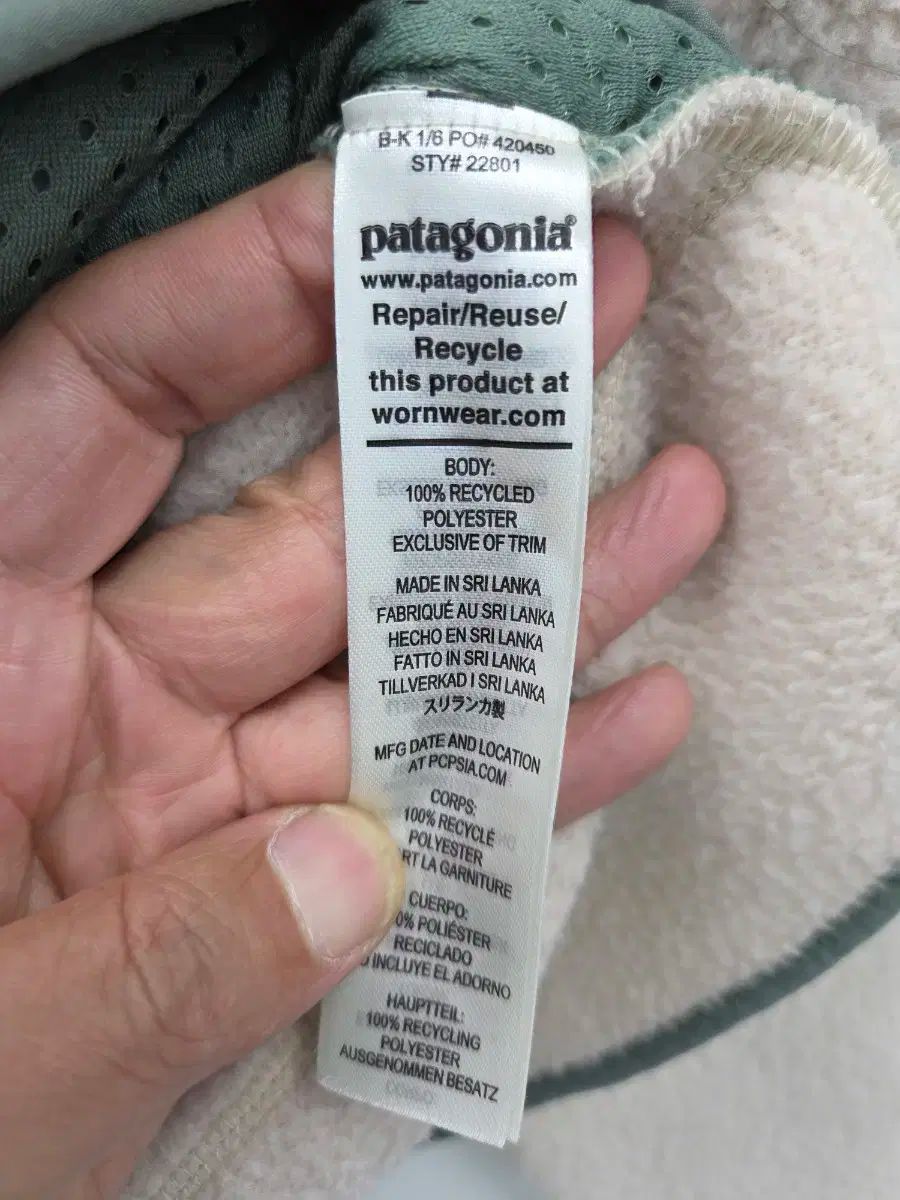 B-K 1/6 PO# 420450
STY# 22801
patagonia®
www.patagonia.com
Repair/Reuse/
Recycle
this product at
wornwear.com
BODY:
100% RECYCLED
POLYESTER
EXCLUSIVE OF TRIM
MADE IN SRI LANKA
FABRIQUÉ AU SRI LANKA
HECHO EN SRI LANKA
FATTO IN SRI LANKA
TILLVERKAD I SRI LANKA
スリランカ製
MFG DATE AND LOCATION
AT PCPSIA.COM
CORPS:
100% RECYCLÉ
POLYESTER
LA GARNITURE
CUERPO:
POLIÉSTER
RECICLADO
INCLUYE EL ADORNO
HAUPTTEIL:
100% RECYCLING
POLYESTER
AUSGENOMMEN BESATZ